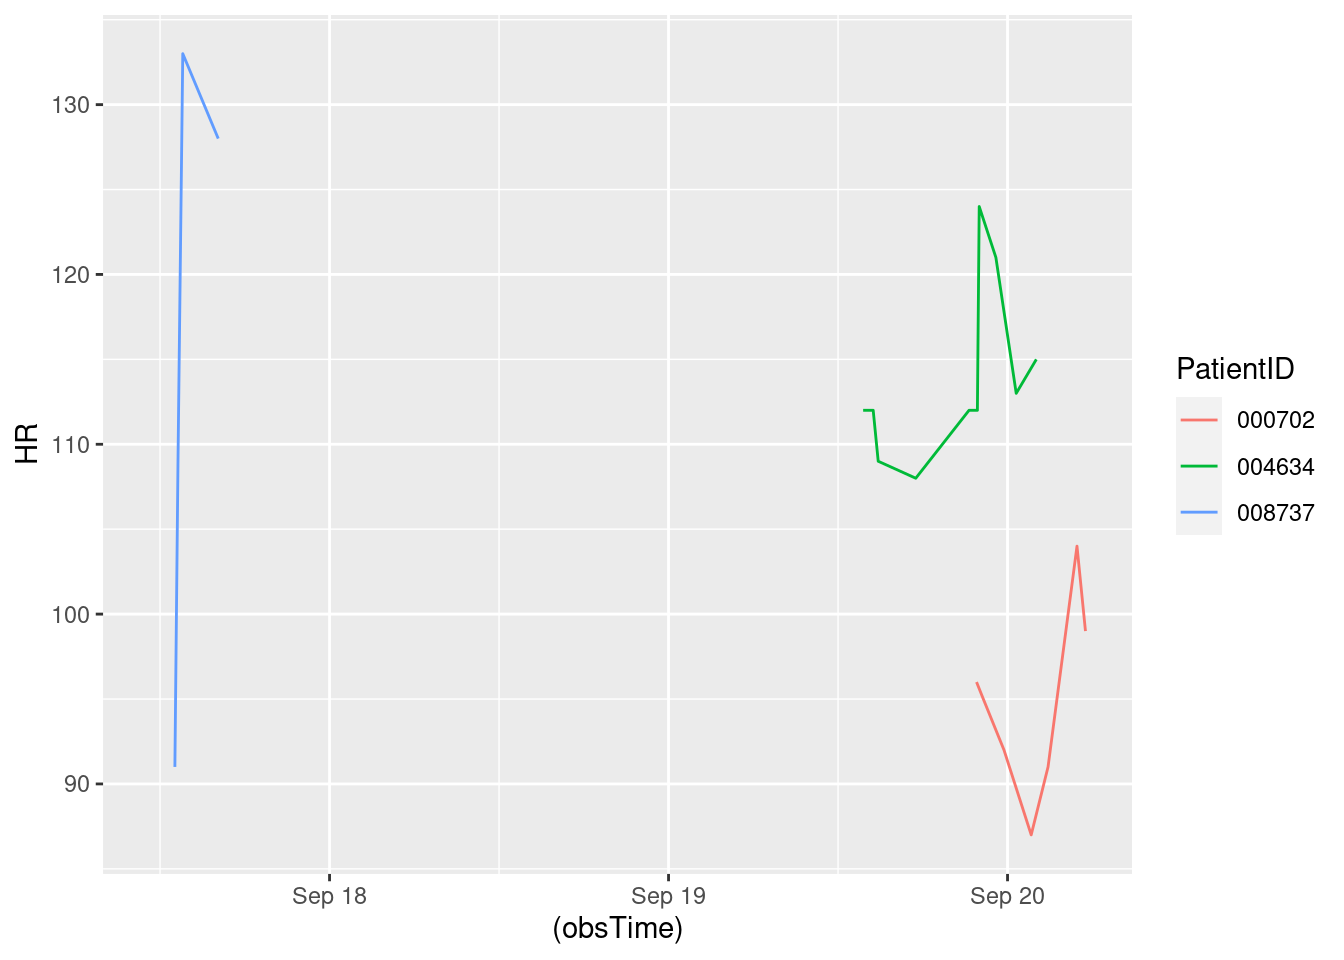 HR
130
120
110
100
90
Sep 18
Sep 19
Sep 20
(obsTime)
PatientID
000702
004634
008737